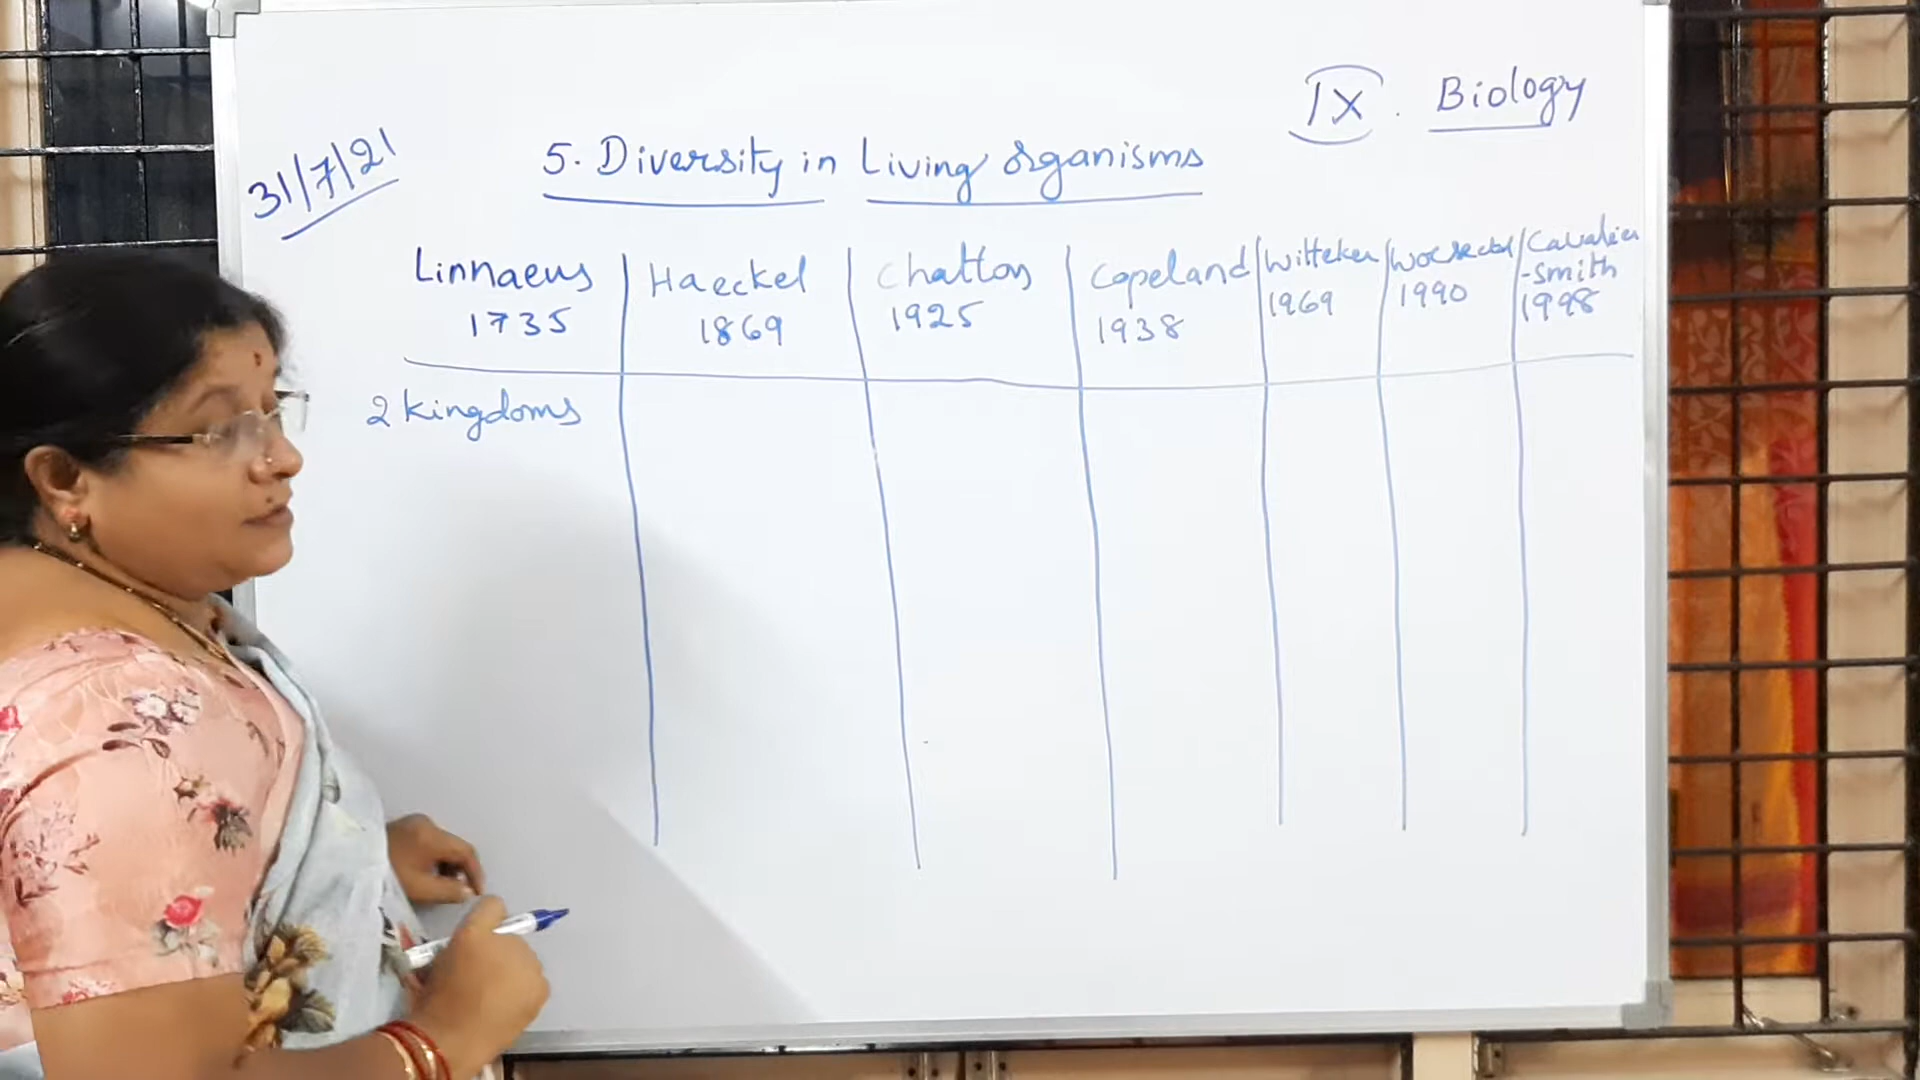 IX. Biology
31/7/21
5. Diversity in Living organisms
Linnaeus
1735
Haeckel
1869
Chatton
1925
Copeland
1938
Witteker
1969
1990
Cavalier
-Smith
1998
2 kingdoms